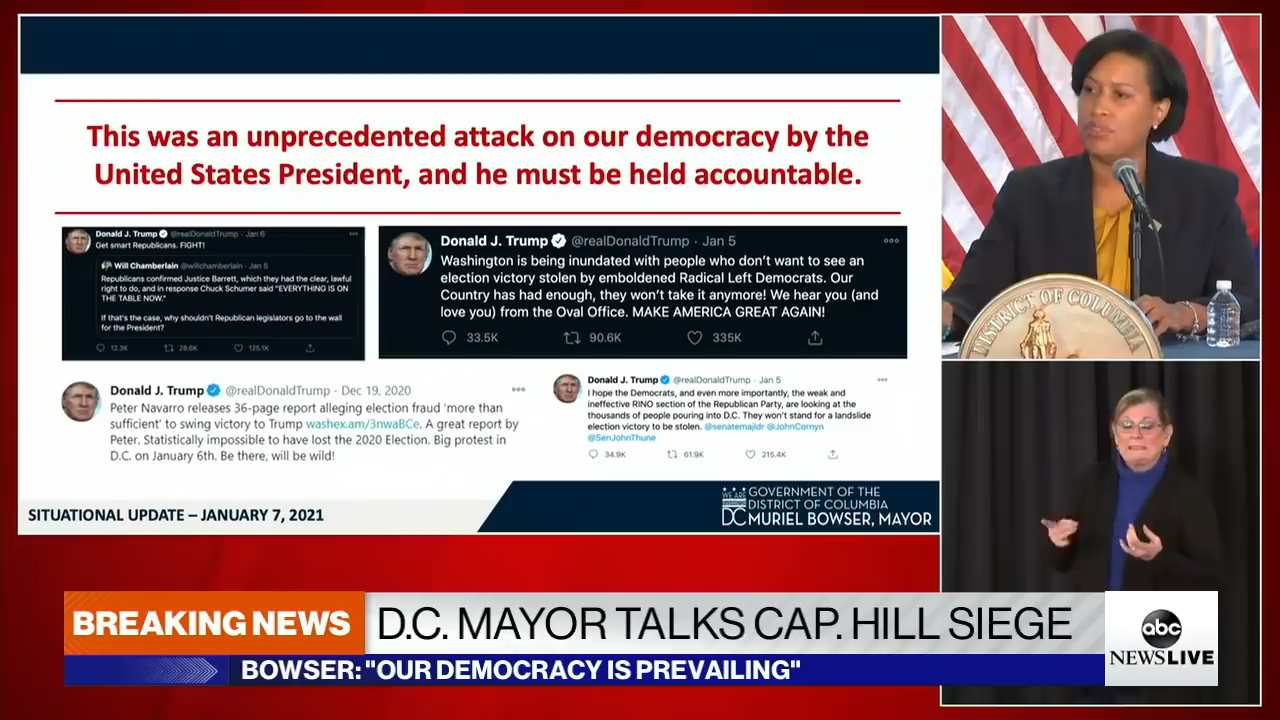 This was an unprecedented attack on our democracy by the
United States President, and he must be held accountable.
Donald J. Trump @realDonaldTrump · Jan 6
Get smart Republicans. FIGHT!
Will Chamberlain @willchamberlain · Jan 5
Republicans confirmed Justice Barrett, which they had the clear, lawful
right to do, and in response Chuck Schumer said "EVERYTHING IS ON
THE TABLE NOW."
If that's the case, why shouldn't Republican legislators go to the wall
for the President?
12.3K 28.6K 125.1K
Donald J. Trump @realDonaldTrump · Jan 5
Washington is being inundated with people who don't want to see an
election victory stolen by emboldened Radical Left Democrats. Our
Country has had enough, they won't take it anymore! We hear you (and
love you) from the Oval Office. MAKE AMERICA GREAT AGAIN!
33.5K 90.6K 335K
Donald J. Trump @realDonaldTrump · Dec 19, 2020
Peter Navarro releases 36-page report alleging election fraud 'more than
sufficient' to swing victory to Trump washex.am/3nwaBCe. A great report by
Peter. Statistically impossible to have lost the 2020 Election. Big protest in
D.C. on January 6th. Be there, will be wild!
Donald J. Trump @realDonaldTrump · Jan 5
I hope the Democrats, and even more importantly, the weak and
ineffective RINO section of the Republican Party, are looking at the
thousands of people pouring into D.C. They won't stand for a landslide
election victory to be stolen. @senatemajldr @JohnCornyn
@SenJohnThune
34.9K 61.9K 215.4K
SITUATIONAL UPDATE – JANUARY 7, 2021
WE ARE
WASHINGTON
DC
GOVERNMENT OF THE
DISTRICT OF COLUMBIA
MURIEL BOWSER, MAYOR
DISTRICT OF COLUMBIA
BREAKING NEWS
D.C. MAYOR TALKS CAP. HILL SIEGE
BOWSER: "OUR DEMOCRACY IS PREVAILING"
abc
NEWS LIVE